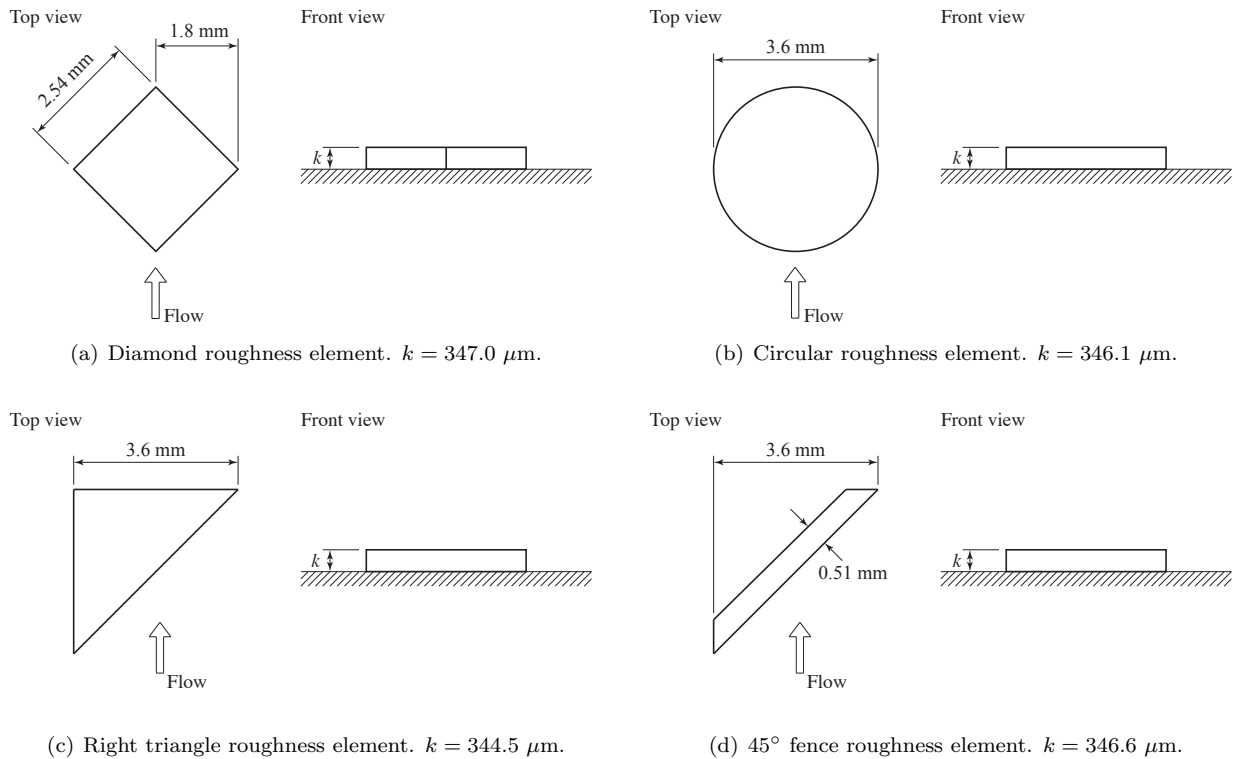 Top view
Front view
1.8 mm
2.54 mm
k
Flow
(a) Diamond roughness element. k = 347.0 μm.
Top view
Front view
3.6 mm
k
Flow
(b) Circular roughness element. k = 346.1 μm.
Top view
Front view
3.6 mm
k
Flow
(c) Right triangle roughness element. k = 344.5 μm.
Top view
Front view
3.6 mm
k
0.51 mm
Flow
(d) 45° fence roughness element. k = 346.6 μm.